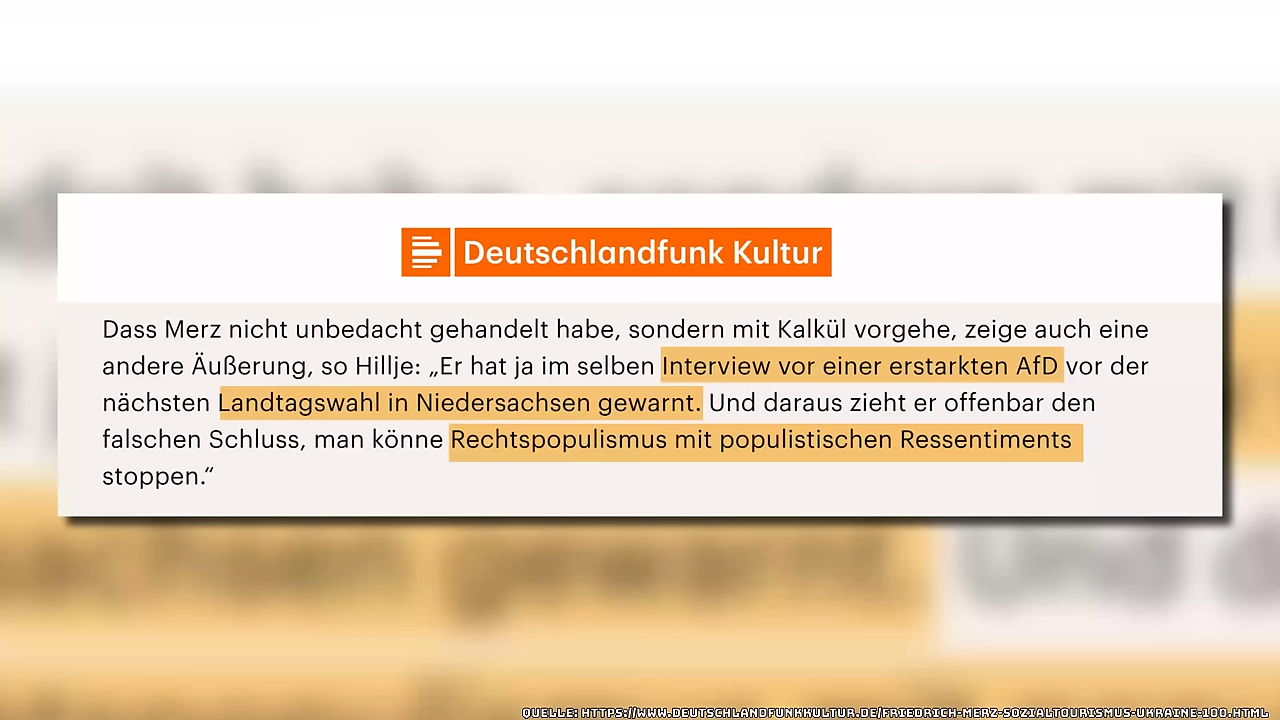 Deutschlandfunk Kultur
Dass Merz nicht unbedacht gehandelt habe, sondern mit Kalkül vorgehe, zeige auch eine
andere Äußerung, so Hillje: „Er hat ja im selben Interview vor einer erstarkten AfD vor der
nächsten Landtagswahl in Niedersachsen gewarnt. Und daraus zieht er offenbar den
falschen Schluss, man könne Rechtspopulismus mit populistischen Ressentiments
stoppen.“
QUELLE: HTTPS://WWW.DEUTSCHLANDFUNKKULTUR.DE/FRIEDRICH-MERZ-SOZIALTOURISMUS-UKRAINE-100.HTML